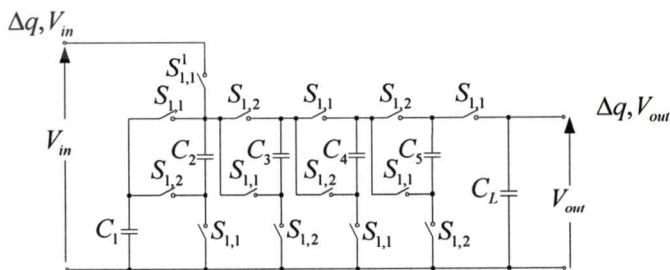 Δq, V_in
S^1_{1,1}
S_{1,1} S_{1,2} S_{1,1} S_{1,2} S_{1,1}
Δq, V_out
V_in
C_2 C_3 C_4 C_5
S_{1,2} S_{1,1} S_{1,2} S_{1,1}
C_L
V_out
C_1
S_{1,1} S_{1,2} S_{1,1} S_{1,2}